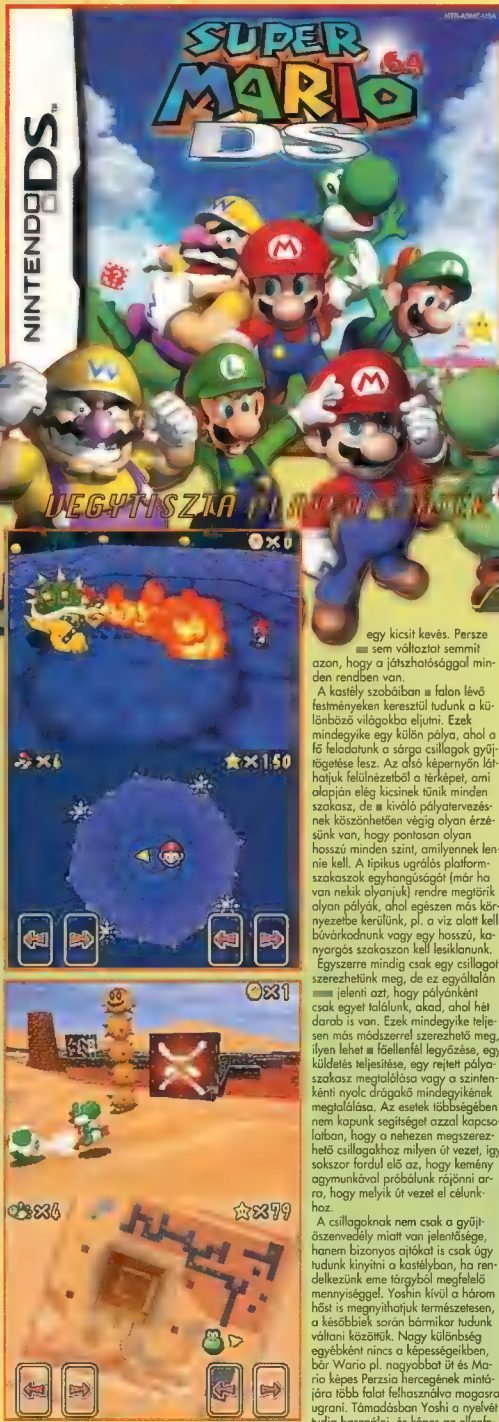 NTR-ASME-USA
NINTENDO DS™
SUPER
MARIO 64
DS
VEGYTISZTA
×0
×6
×150
×1
×4
×79
egy kicsit kevés. Persze
sem változtat semmit
azon, hogy a játszhatósággal min-
den rendben van.
A kastély szobáiban a falon lévő
festményeken keresztül tudunk a kü-
lönböző világokba eljutni. Ezek
mindegyike egy külön pálya, ahol a
fő feladatunk a sárga csillagok gyűj-
tögetése lesz. Az alsó képernyőn lát-
hatjuk felülnézetből a térképet, ami
alapján elég kicsinek tűnik minden
szakasz, de a kiváló pályatervezés-
nek köszönhetően végig olyan érzé-
sünk van, hogy pontosan olyan
hosszú minden szint, amilyennek len-
nie kell. A tipikus ugrálós platform-
szakaszok egyhangúságát (már ha
van nekik olyanjuk) rendre megtörik
olyan pályák, ahol egészen más kör-
nyezetbe kerülünk, pl. a víz alatt kell
búvárkodnunk vagy egy hosszú, ka-
nyargós szakaszon kell lesiklanunk.
Egyszerre mindig csak egy csillagot
szerezhetünk meg, de ez egyáltalán
jelenti azt, hogy pályánként
csak egyet találunk, akad, ahol hét
darab is van. Ezek mindegyike telje-
sen más módszerrel szerezhető meg,
ilyen lehet a főellenfél legyőzése, egy
küldetés teljesítése, egy rejtett pálya-
szakasz megtalálása vagy a szinten-
kénti nyolc drágakő mindegyikének
megtalálása. Az esetek többségében
nem kapunk segítséget azzal kapcso-
latban, hogy a nehezen megszerez-
hető csillagokhoz milyen út vezet, így
sokszor fordul elő az, hogy kemény
agymunkával próbálunk rájönni ar-
ra, hogy melyik út vezet el célunk-
hoz.
A csillagoknak nem csak a gyűjt-
őszenvedély miatt van jelentősége,
hanem bizonyos ajtókat is csak úgy
tudunk kinyitni a kastélyban, ha ren-
delkezünk eme tárgyból megfelelő
mennyiséggel. Yoshin kívül a három
hőst is megnyithatjuk természetesen,
a későbbiek során bármikor tudunk
váltani közöttük. Nagy különbség
egyébként nincs a képességeikben,
bár Wario pl. nagyobbat üt és Ma-
rio képes Perzsia hercegének mintá-
jára több falat felhasználva magasra
ugrani. Támadásban Yoshi a nyelvét